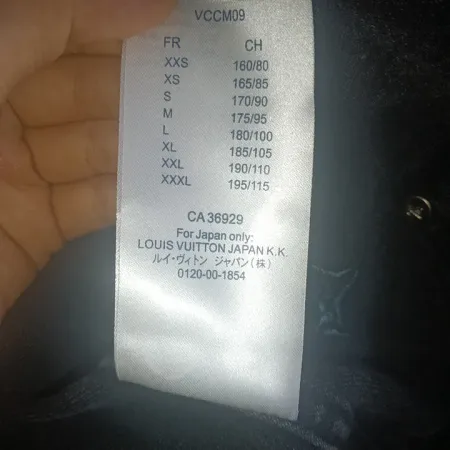 VCCM09
FR CH
XXS 160/80
XS 165/85
S 170/90
M 175/95
L 180/100
XL 185/105
XXL 190/110
XXXL 195/115
CA 36929
For Japan only:
LOUIS VUITTON JAPAN K.K.
ルイ・ヴィトン ジャパン (株)
0120-00-1854